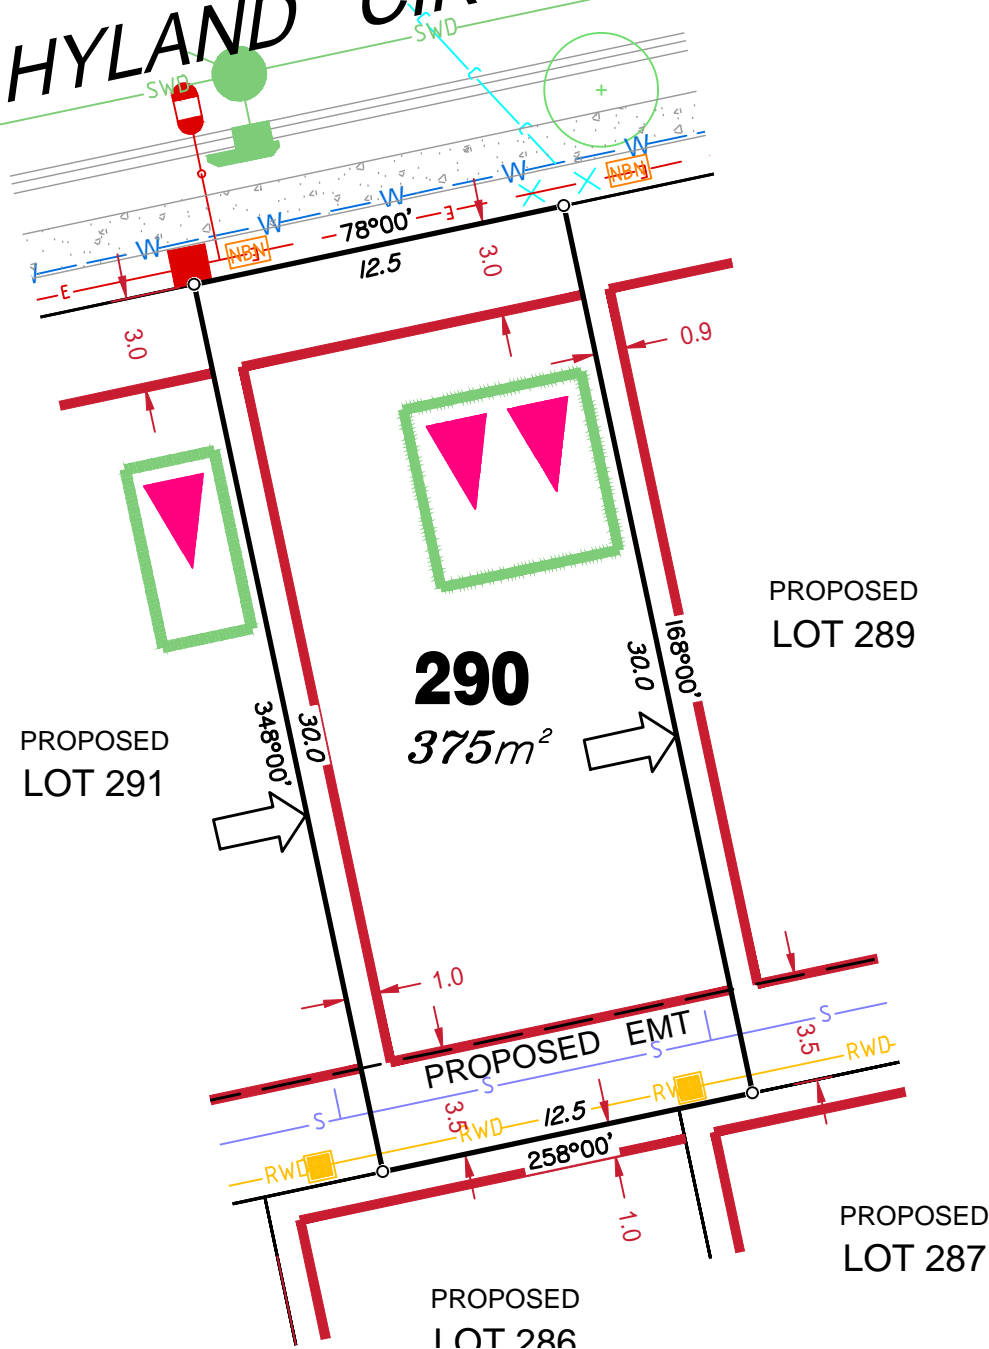 HYLAND CIR
SWD
SWD
W
W
W
W
W
W
NBN
NBN
E
E
E
E
78°00'
12.5
3.0
3.0
0.9
PROPOSED
LOT 289
290
375m²
30.0
168°00'
348°00'
30.0
PROPOSED
LOT 291
1.0
PROPOSED EMT
S
S
S
S
3.5
3.5
RWD
RWD
RWD
RWD
12.5
258°00'
1.0
PROPOSED
LOT 287
PROPOSED
LOT 286